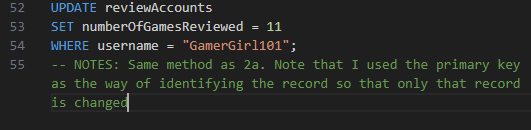 52 UPDATE reviewAccounts
53 SET numberOfGamesReviewed = 11
54 WHERE username = "GamerGirl101";
55 -- NOTES: Same method as 2a. Note that I used the primary key
as the way of identifying the record so that only that record
is changed